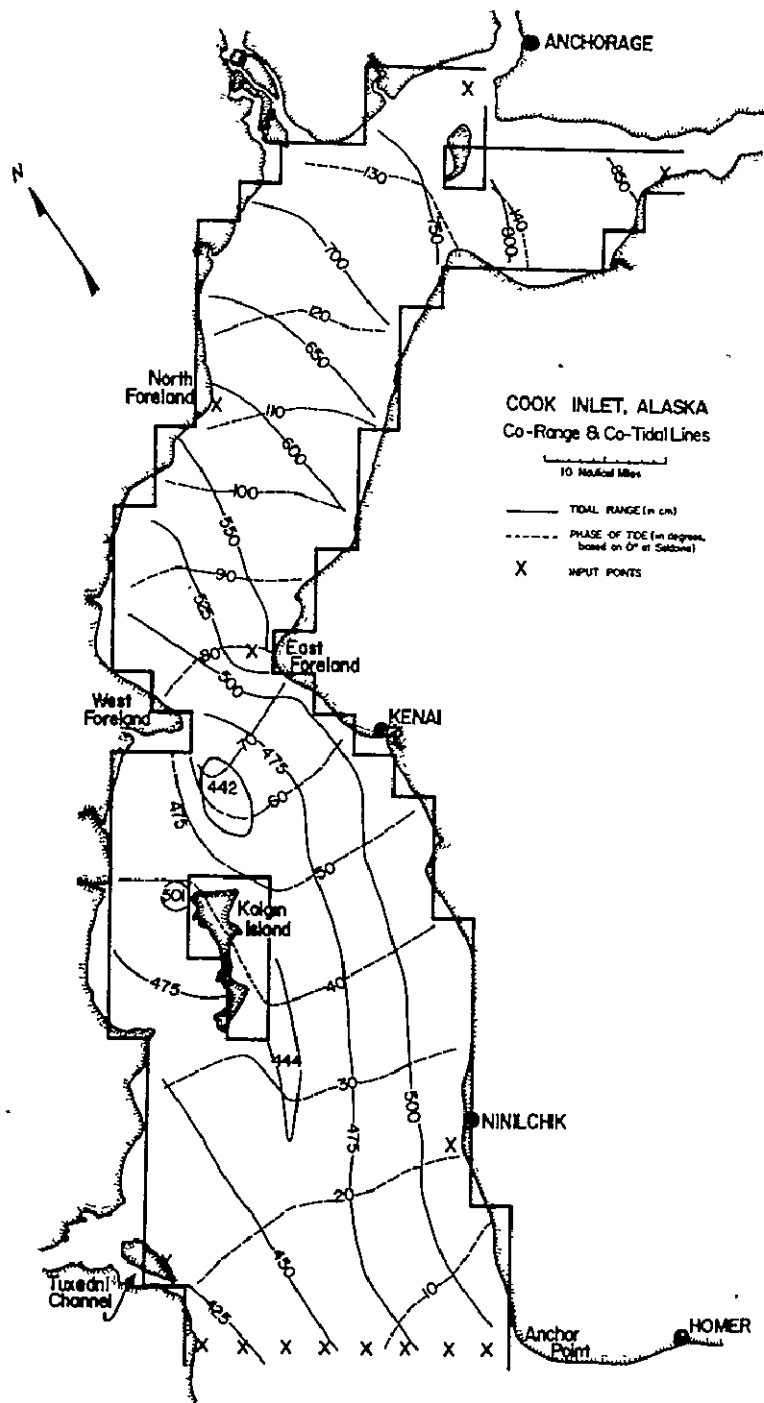 ANCHORAGE
X
N
130
750
140
800
850
X
700
120
650
North
Foreland
X
110
600
COOK INLET, ALASKA
Co-Range & Co-Tidal Lines
10 Nautical Miles
TIDAL RANGE (in cm)
PHASE OF TIDE (in degrees,
based on 0° at Seldovia)
X INPUT POINTS
100
550
90
525
80
X
East
Foreland
500
West
Foreland
KENAI
70
475
442
475
60
50
501
Kalgin
Island
475
40
444
30
500
NINILCHIK
475
X
20
450
X
Tuxedni
Channel
10
425
Anchor
Point
HOMER
X X X X X X X X